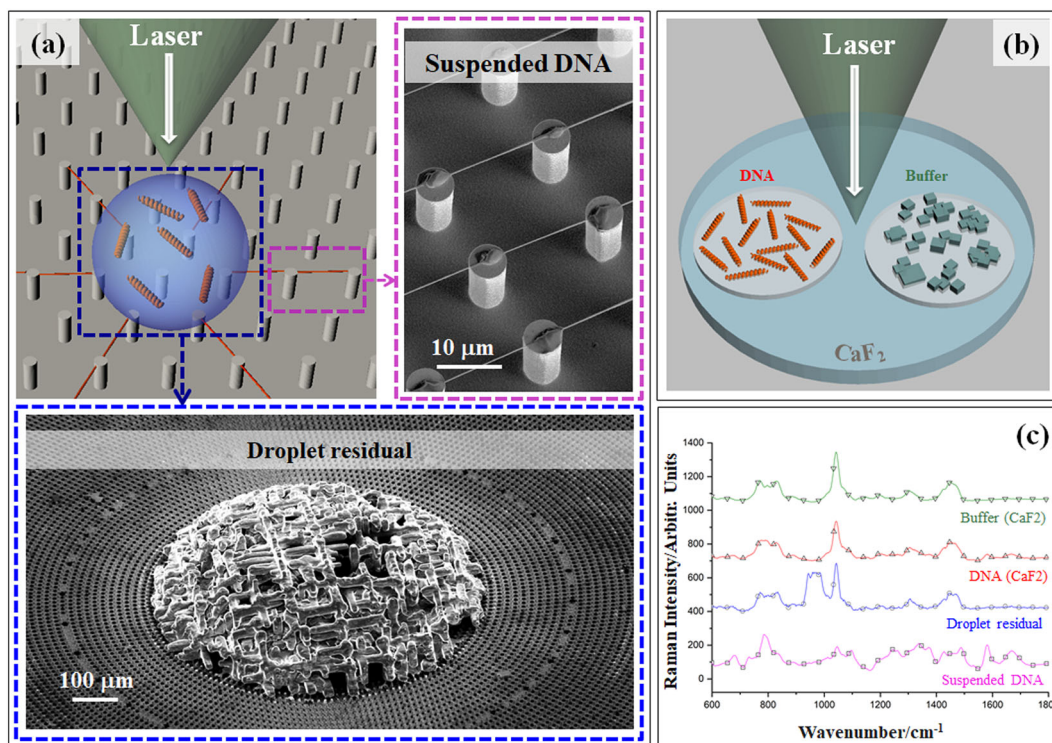 (a)
Laser
Suspended DNA
10 μm
Droplet residual
100 μm
(b)
Laser
DNA
Buffer
CaF₂
(c)
Raman Intensity/Arbitr. Units
1400
1200
1000
800
600
400
200
0
Buffer (CaF2)
DNA (CaF2)
Droplet residual
Suspended DNA
600
800
1000
1200
1400
1600
1800
Wavenumber/cm⁻¹